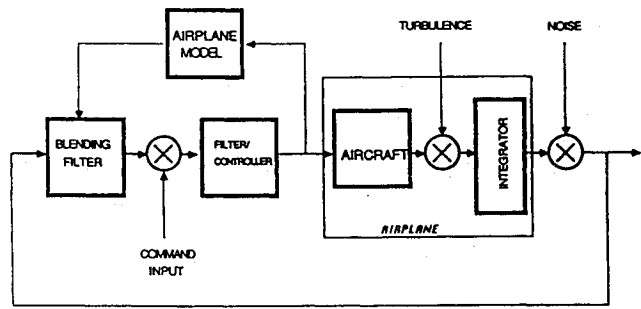 AIRPLANE
MODEL
TURBULENCE
NOISE
BLENDING
FILTER
FILTER/
CONTROLLER
AIRCRAFT
INTEGRATOR
AIRPLANE
COMMAND
INPUT